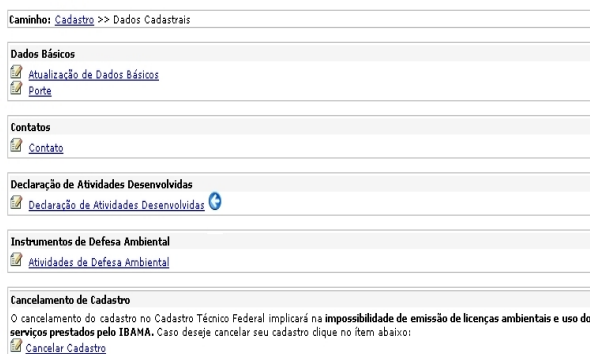 Caminho: Cadastro >> Dados Cadastrais
Dados Básicos
Atualização de Dados Básicos
Porte
Contatos
Contato
Declaração de Atividades Desenvolvidas
Declaração de Atividades Desenvolvidas
Instrumentos de Defesa Ambiental
Atividades de Defesa Ambiental
Cancelamento de Cadastro
O cancelamento do cadastro no Cadastro Técnico Federal implicará na impossibilidade de emissão de licenças ambientais e uso do
serviços prestados pelo IBAMA. Caso deseje cancelar seu cadastro clique no ítem abaixo:
Cancelar Cadastro